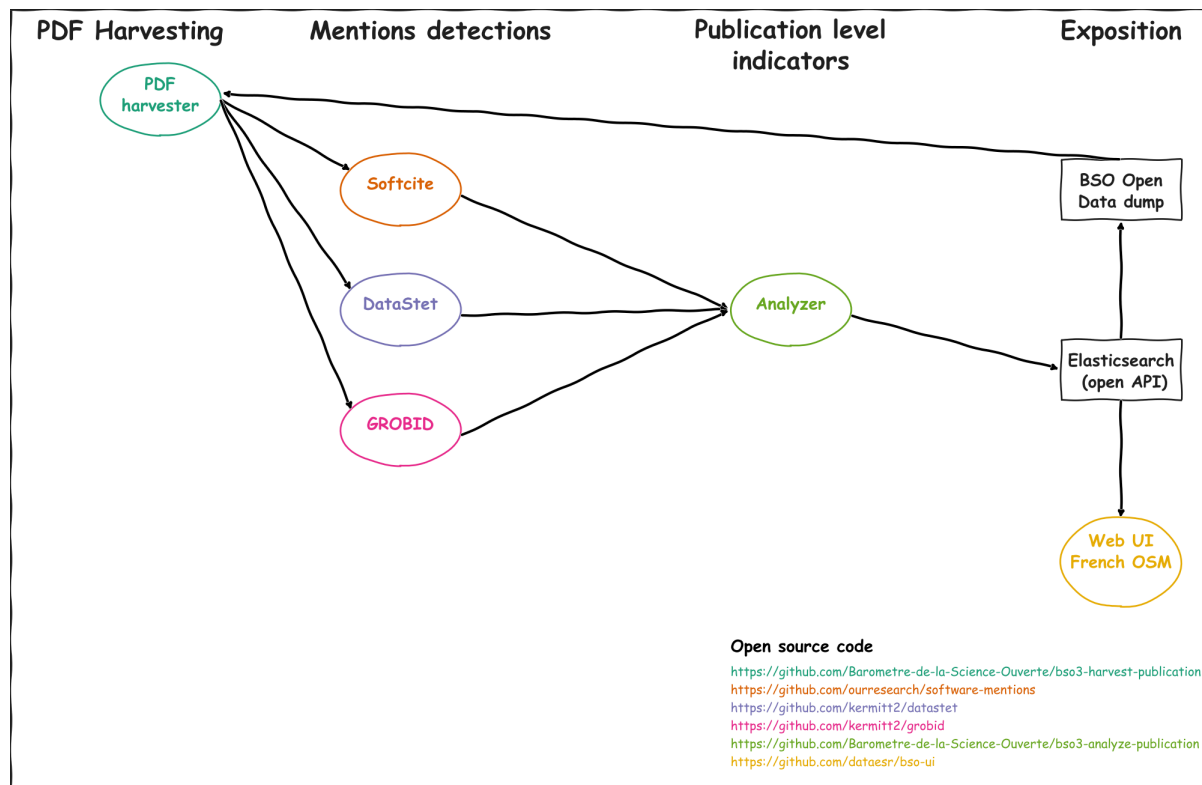 PDF Harvesting
Mentions detections
Publication level
indicators
Exposition
PDF
harvester
Softcite
DataStet
GROBID
Analyzer
BSO Open
Data dump
Elasticsearch
(open API)
Web UI
French OSM
Open source code
https://github.com/Barometre-de-la-Science-Ouverte/bso3-harvest-publication
https://github.com/ourresearch/software-mentions
https://github.com/kermitt2/datastet
https://github.com/kermitt2/grobid
https://github.com/Barometre-de-la-Science-Ouverte/bso3-analyze-publication
https://github.com/dataesr/bso-ui